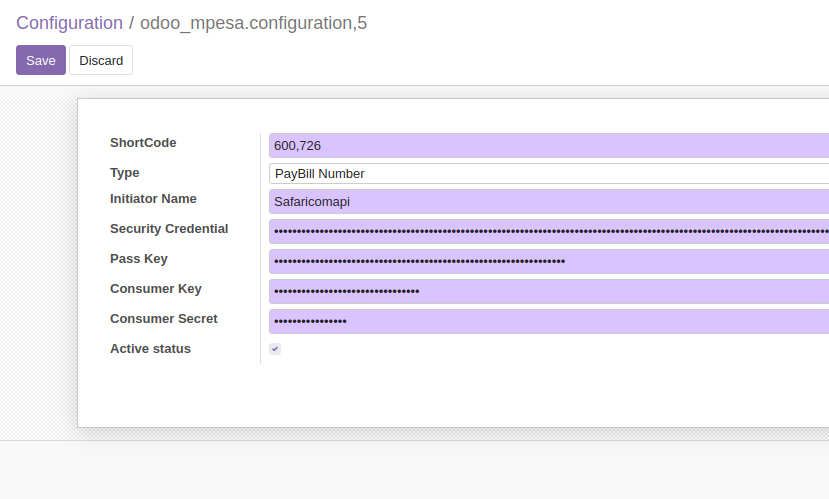 Configuration / odoo_mpesa.configuration,5
Save Discard
ShortCode 600,726
Type PayBill Number
Initiator Name Safaricomapi
Security Credential
Pass Key
Consumer Key
Consumer Secret
Active status